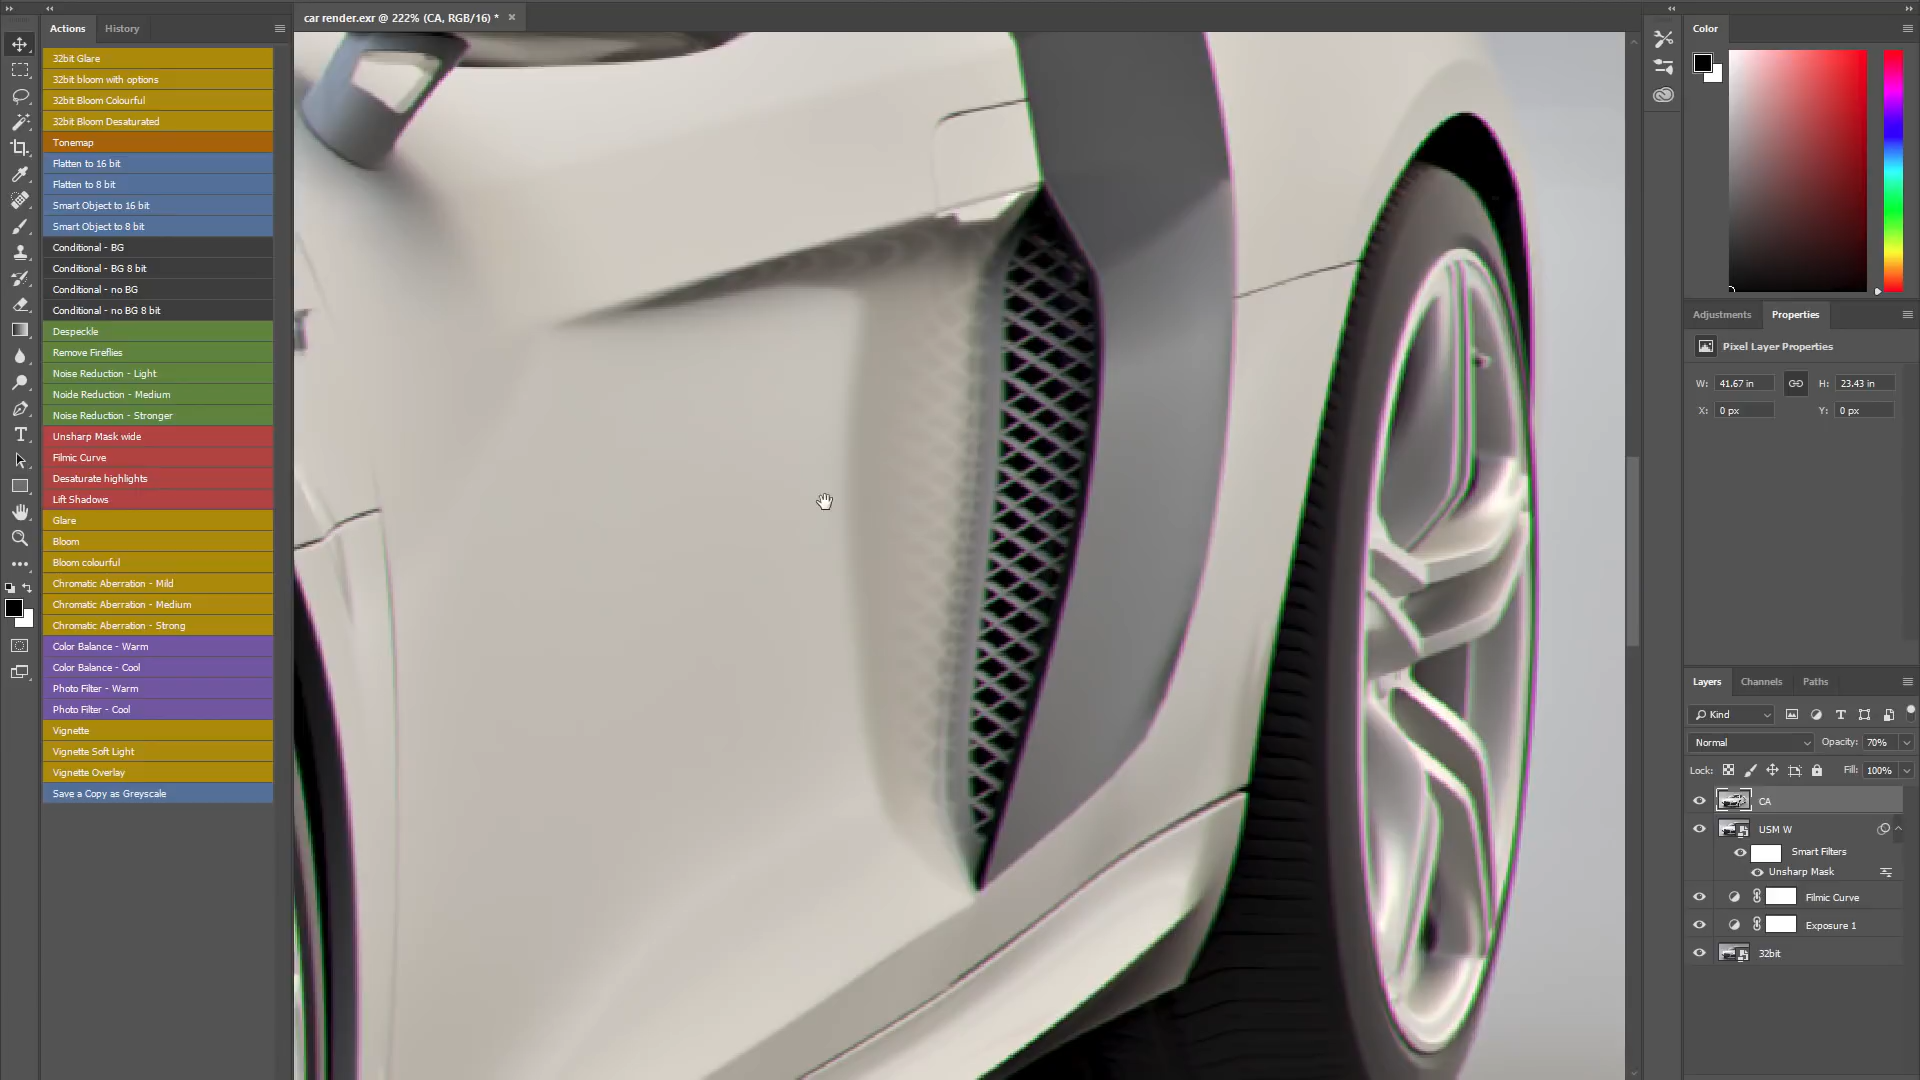 car render.exr @ 222% (CA, RGB/16) *
Actions
History
32bit Glare
32bit bloom with options
32bit Bloom Colourful
32bit Bloom Desaturated
Tonemap
Flatten to 16 bit
Flatten to 8 bit
Smart Object to 16 bit
Smart Object to 8 bit
Conditional - BG
Conditional - BG 8 bit
Conditional - no BG
Conditional - no BG 8 bit
Despeckle
Remove Fireflies
Noise Reduction - Light
Noide Reduction - Medium
Noise Reduction - Stronger
Unsharp Mask wide
Filmic Curve
Desaturate highlights
Lift Shadows
Glare
Bloom
Bloom colourful
Chromatic Aberration - Mild
Chromatic Aberration - Medium
Chromatic Aberration - Strong
Color Balance - Warm
Color Balance - Cool
Photo Filter - Warm
Photo Filter - Cool
Vignette
Vignette Soft Light
Vignette Overlay
Save a Copy as Greyscale
Color
Adjustments
Properties
Pixel Layer Properties
W: 41.67 in
H: 23.43 in
X: 0 px
Y: 0 px
Layers
Channels
Paths
Kind
Normal
Opacity: 70%
Lock:
Fill: 100%
CA
USM W
Smart Filters
Unsharp Mask
Filmic Curve
Exposure 1
32bit